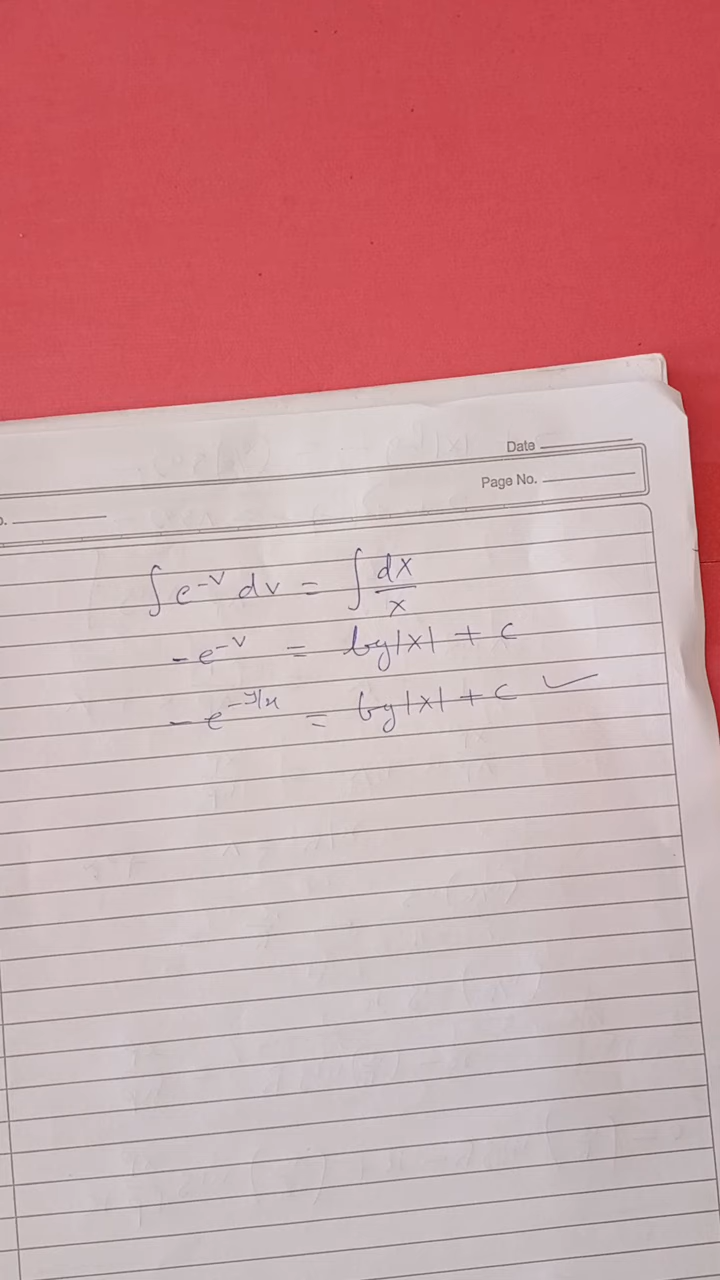 Date
Page No.
∫ e^-v dv = ∫ dx/x
-e^-v = log|x| + c
-e^-y/x = log|x| + c ✓